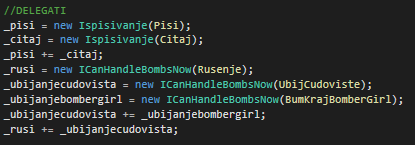 //DELEGATI
_pisi = new Ispisivanje(Pisi);
_citaj = new Ispisivanje(Citaj);
_pisi += _citaj;
_rusi = new ICanHandleBombsNow(Rusenje);
_ubijanjecudovista = new ICanHandleBombsNow(UbijCudoviste);
_ubijanjebombergirl = new ICanHandleBombsNow(BumKrajBomberGirl);
_ubijanjecudovista += _ubijanjebombergirl;
_rusi += _ubijanjecudovista;